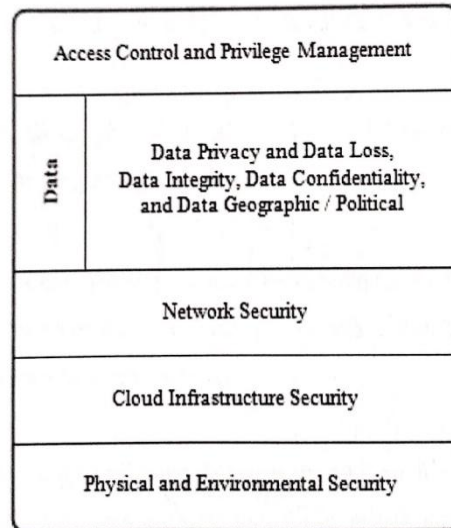 Access Control and Privilege Management
Data
Data Privacy and Data Loss,
Data Integrity, Data Confidentiality,
and Data Geographic / Political
Network Security
Cloud Infrastructure Security
Physical and Environmental Security